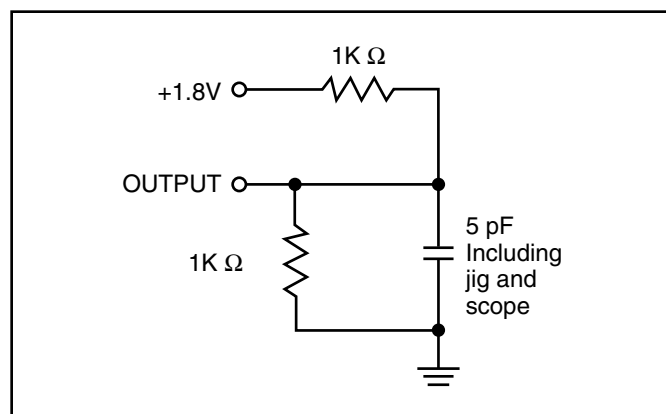 1K Ω
+1.8V
OUTPUT
1K Ω
5 pF
Including
jig and
scope